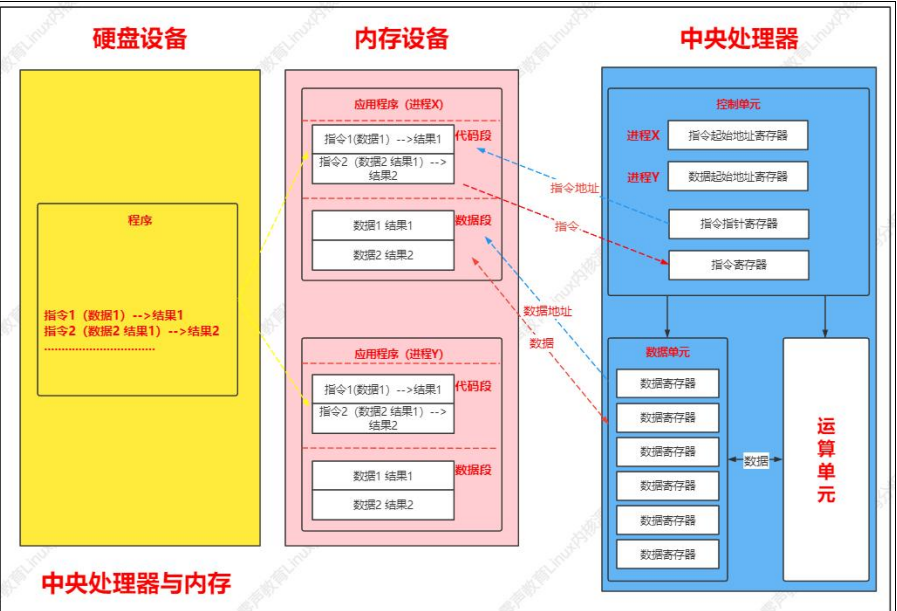 硬盘设备
内存设备
中央处理器
程序
指令1（数据1）-->结果1
指令2（数据2 结果1）-->结果2
...............................
应用程序（进程X）
指令1(数据1）-->结果1
代码段
指令2（数据2 结果1）-->
结果2
数据1 结果1
数据段
数据2 结果2
应用程序（进程Y）
指令1(数据1）-->结果1
代码段
指令2（数据2 结果1）-->
结果2
数据1 结果1
数据段
数据2 结果2
指令地址
指令
数据地址
数据
控制单元
进程X
指令起始地址寄存器
进程Y
数据起始地址寄存器
指令指针寄存器
指令寄存器
数据单元
数据寄存器
数据寄存器
数据寄存器
数据寄存器
数据寄存器
数据寄存器
数据
运算单元
中央处理器与内存